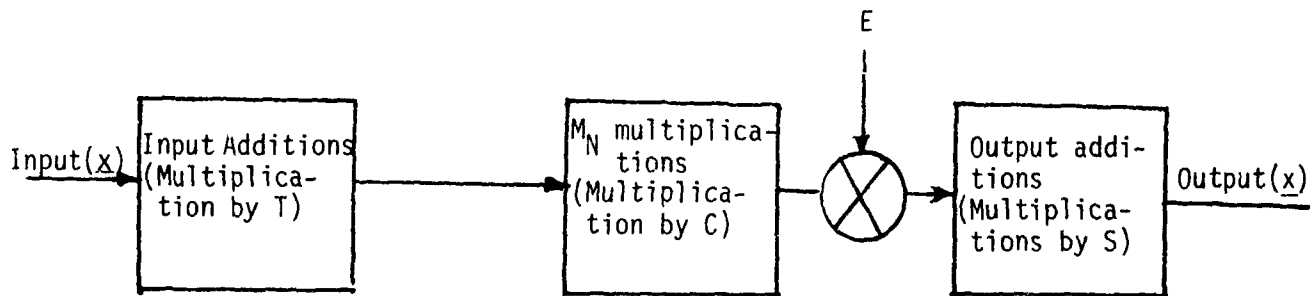 E
Input(x)
Input Additions
(Multiplica-
tion by T)
M_N multiplica-
tions
(Multiplica-
tion by C)
Output addi-
tions
(Multiplica-
tions by S)
Output(x)